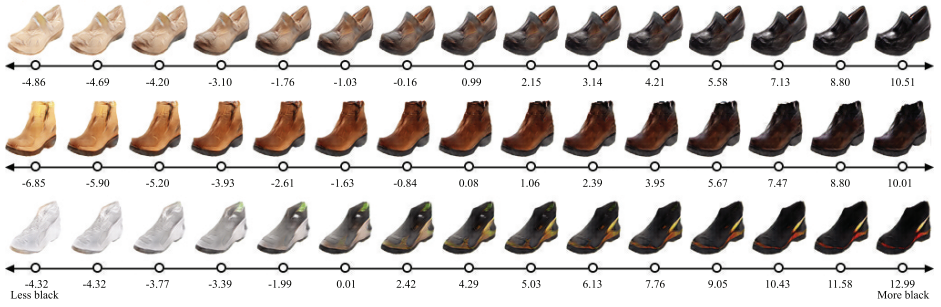 -4.86 -4.69 -4.20 -3.10 -1.76 -1.03 -0.16 0.99 2.15 3.14 4.21 5.58 7.13 8.80 10.51
-6.85 -5.90 -5.20 -3.93 -2.61 -1.63 -0.84 0.08 1.06 2.39 3.95 5.67 7.47 8.80 10.01
-4.32 -4.32 -3.77 -3.39 -1.99 0.01 2.42 4.29 5.03 6.13 7.76 9.05 10.43 11.58 12.99
Less black More black